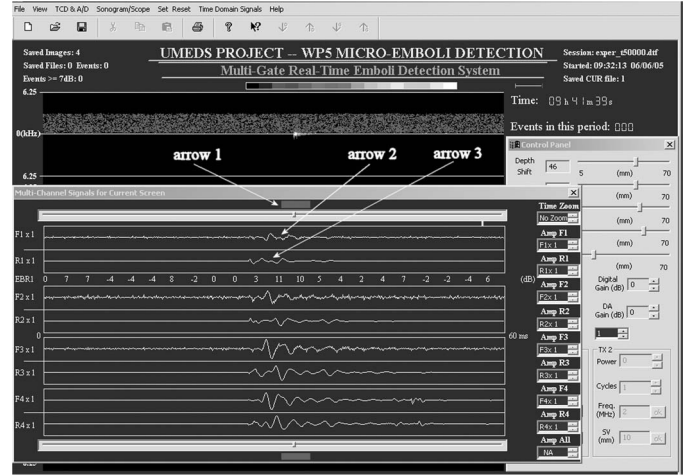 File View TCD & A/D Sonogram/Scope Set Reset Time Domain Signals Help
Saved Images: 4
Saved Files: 0 Events: 0
Events >= 7dB: 0
UMEDS PROJECT -- WP5 MICRO-EMBOLI DETECTION
Multi-Gate Real-Time Emboli Detection System
Session: exper_t50000.dtf
Started: 09:32:13 06/06/05
Saved CUR file: 1
6.25
Time: 09 h 41 m 39 s
0(kHz)
Events in this period: 000
Control Panel
arrow 1 arrow 2 arrow 3
Depth Shift 46 5 (mm) 70
6.25
Multi-Channel Signals for Current Screen
(mm) 70
Time Zoom
No Zoom
(mm) 70
F1 x 1
Amp F1
F1x 1
(mm) 70
R1 x 1
Amp R1
R1x 1
(mm) 70
EBR1 0 7 7 -4 -4 -4 8 -2 0 0 3 11 10 5 4 2 4 7 -2 -2 -4 6 (dB)
Digital Gain (dB) 0
F2 x 1
Amp F2
F2x 1
DA Gain (dB) 0
R2 x 1
Amp R2
R2x 1
1
0 60 ms
F3 x 1
Amp F3
F3x 1
TX 2
Power 0
R3 x 1
Amp R3
R3x 1
Cycles 1
F4 x 1
Amp F4
F4x 1
Freq. (MHz) 2 ok
R4 x 1
Amp R4
R4x 1
SV (mm) 10 ok
Amp All
NA